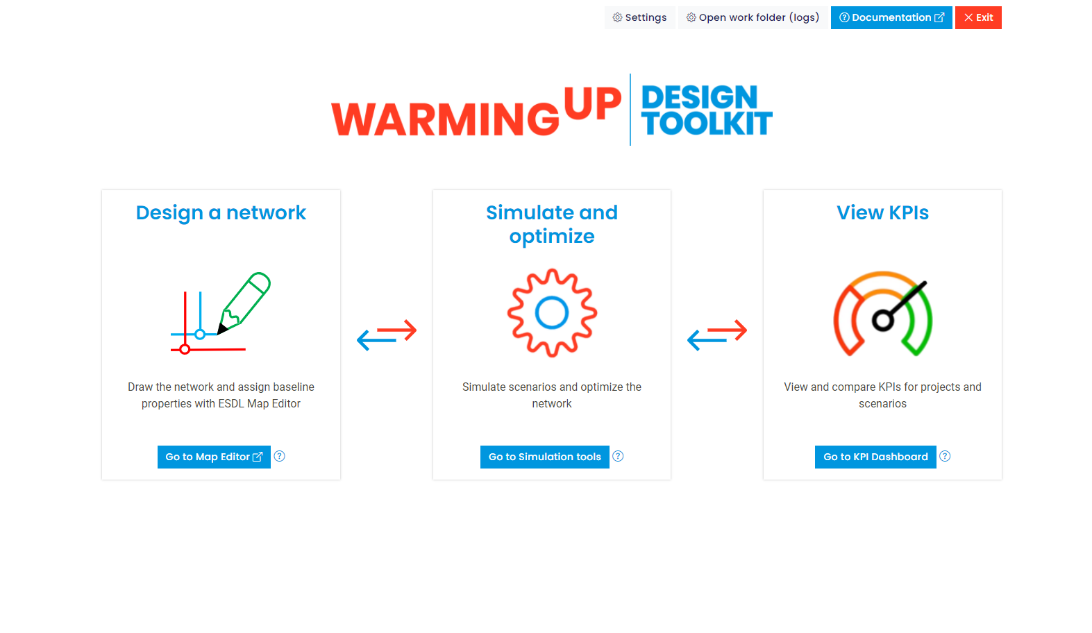 Settings
Open work folder (logs)
Documentation
Exit
WARMING UP
DESIGN
TOOLKIT
Design a network
Draw the network and assign baseline
properties with ESDL Map Editor
Go to Map Editor
Simulate and
optimize
Simulate scenarios and optimize the
network
Go to Simulation tools
View KPIs
View and compare KPIs for projects and
scenarios
Go to KPI Dashboard